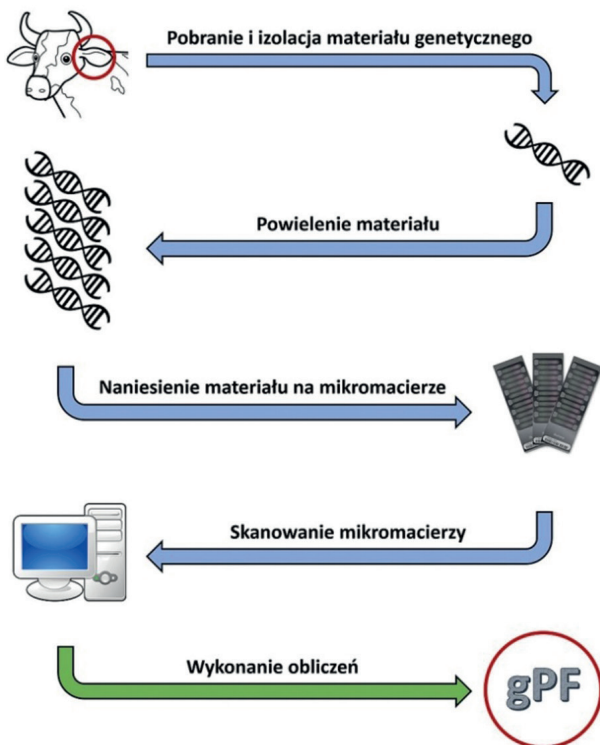 Pobranie i izolacja materiału genetycznego
Powielenie materiału
Naniesienie materiału na mikromacierze
Skanowanie mikromacierzy
Wykonanie obliczeń
gPF